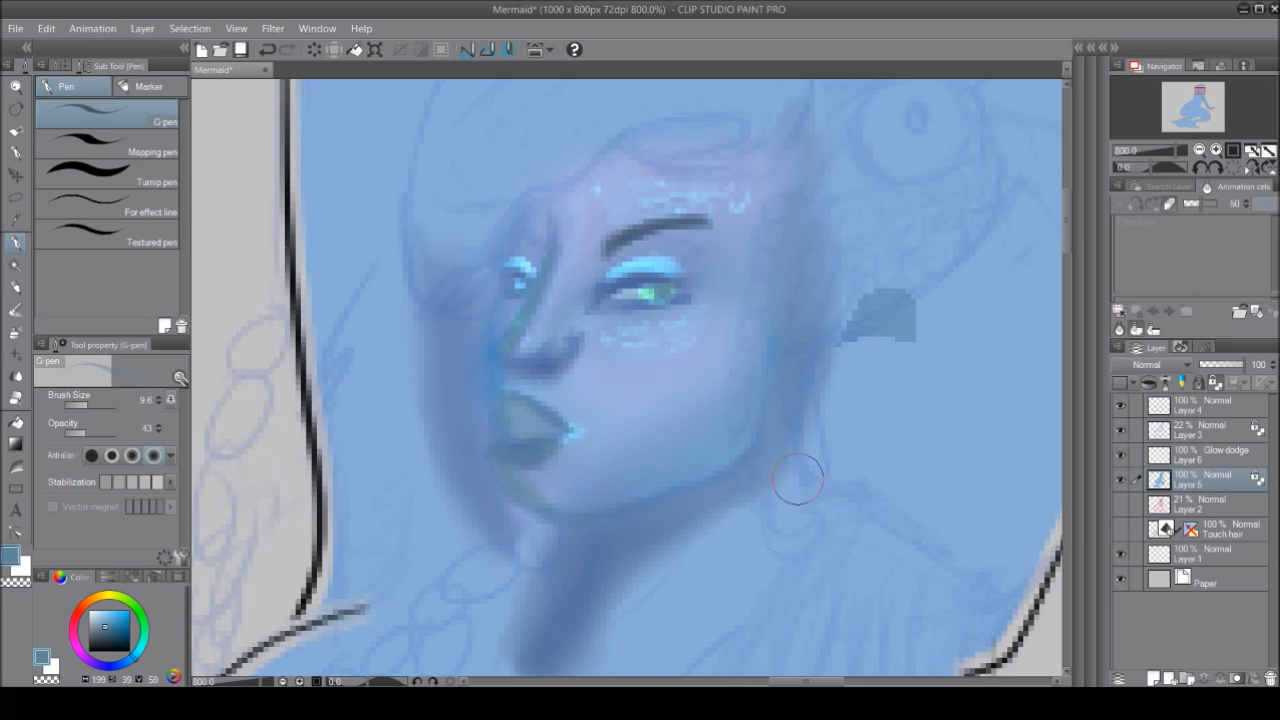 Mermaid* (1000 x 800px 72dpi 800.0%) - CLIP STUDIO PAINT PRO
File Edit Animation Layer Selection View Filter Window Help
Sub Tool [Pen] Navigator
Mermaid*
Pen Marker
G-pen
Mapping pen
Turnip pen
For effect line
Textured pen
800.0
0.0
Search Layer Animation cels
50
Tool property [G-pen]
G-pen
Brush Size 9.6
Opacity 43
Anti-alias
Stabilization
Vector magnet
Layer
Normal 100
100 % Normal
Layer 4
22 % Normal
Layer 3
100 % Glow dodge
Layer 6
100 % Normal
Layer 5
21 % Normal
Layer 2
100 % Normal
Touch hair
100 % Normal
Layer 1
Paper
Color
H 199 S 39 V 59
800.0 0.0